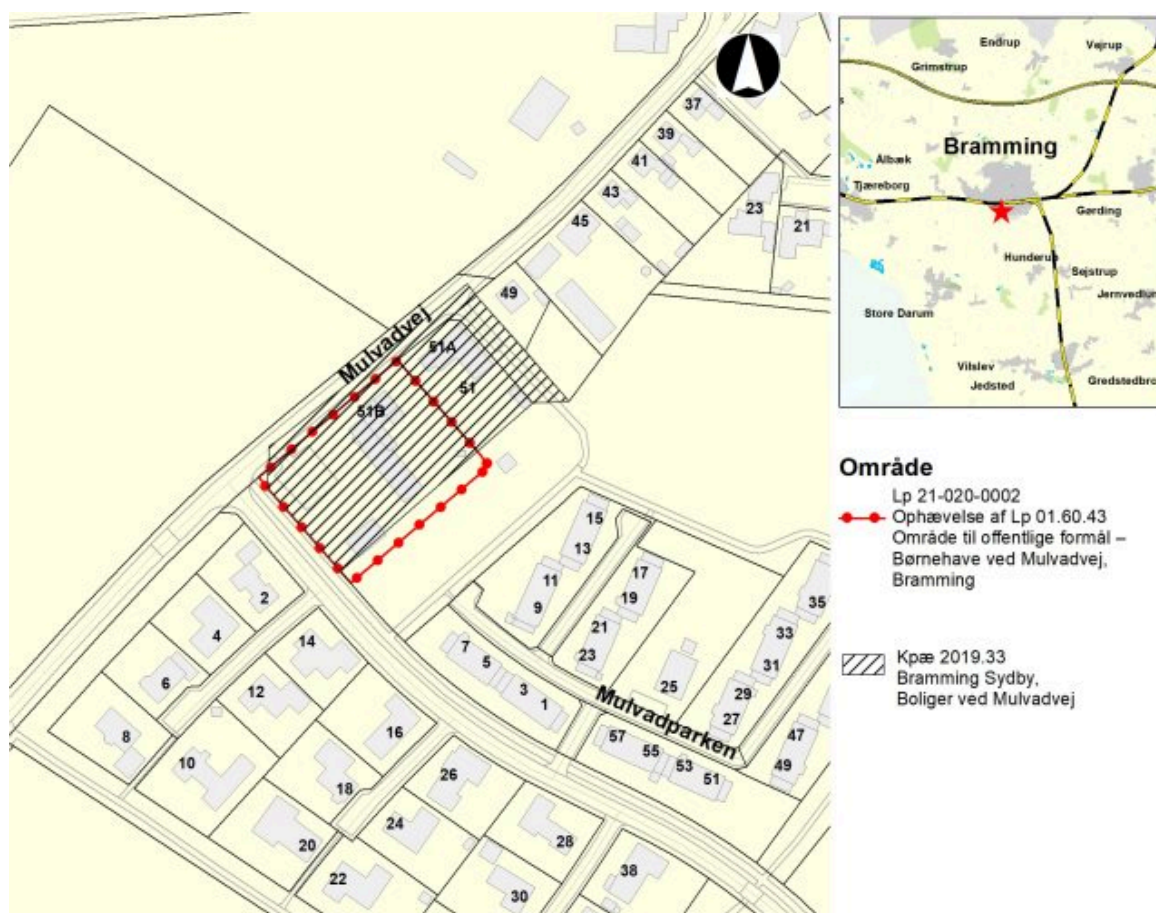 Mulvadvej
Mulvadparken
37
39
41
43
45
49
23
21
51A
51
51B
15
13
11
9
17
19
21
23
25
35
33
31
29
27
7
5
3
1
57
55
53
51
47
49
2
4
6
8
10
12
14
16
18
20
22
24
26
28
30
38
Endrup
Vejrup
Grimstrup
Bramming
Albæk
Tjæreborg
Gørding
Hunderup
Sejstrup
Jernvedlun
Store Darum
Vilslev
Jedsted
Gredstedbro
Område
Lp 21-020-0002
Ophævelse af Lp 01.60.43
Område til offentlige formål –
Børnehave ved Mulvadvej,
Bramming
Kpæ 2019.33
Bramming Sydby,
Boliger ved Mulvadvej